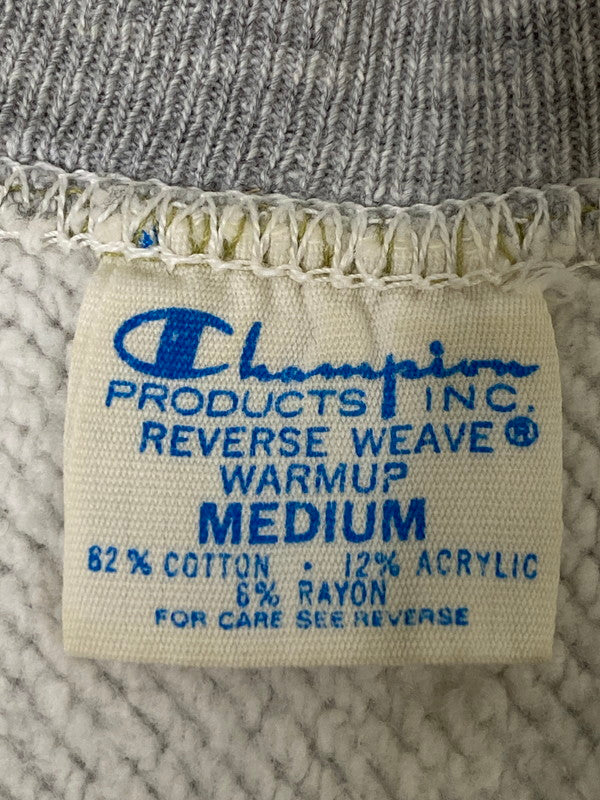 Champion
PRODUCTS INC.
REVERSE WEAVE®
WARMUP
MEDIUM
82% COTTON · 12% ACRYLIC
6% RAYON
FOR CARE SEE REVERSE